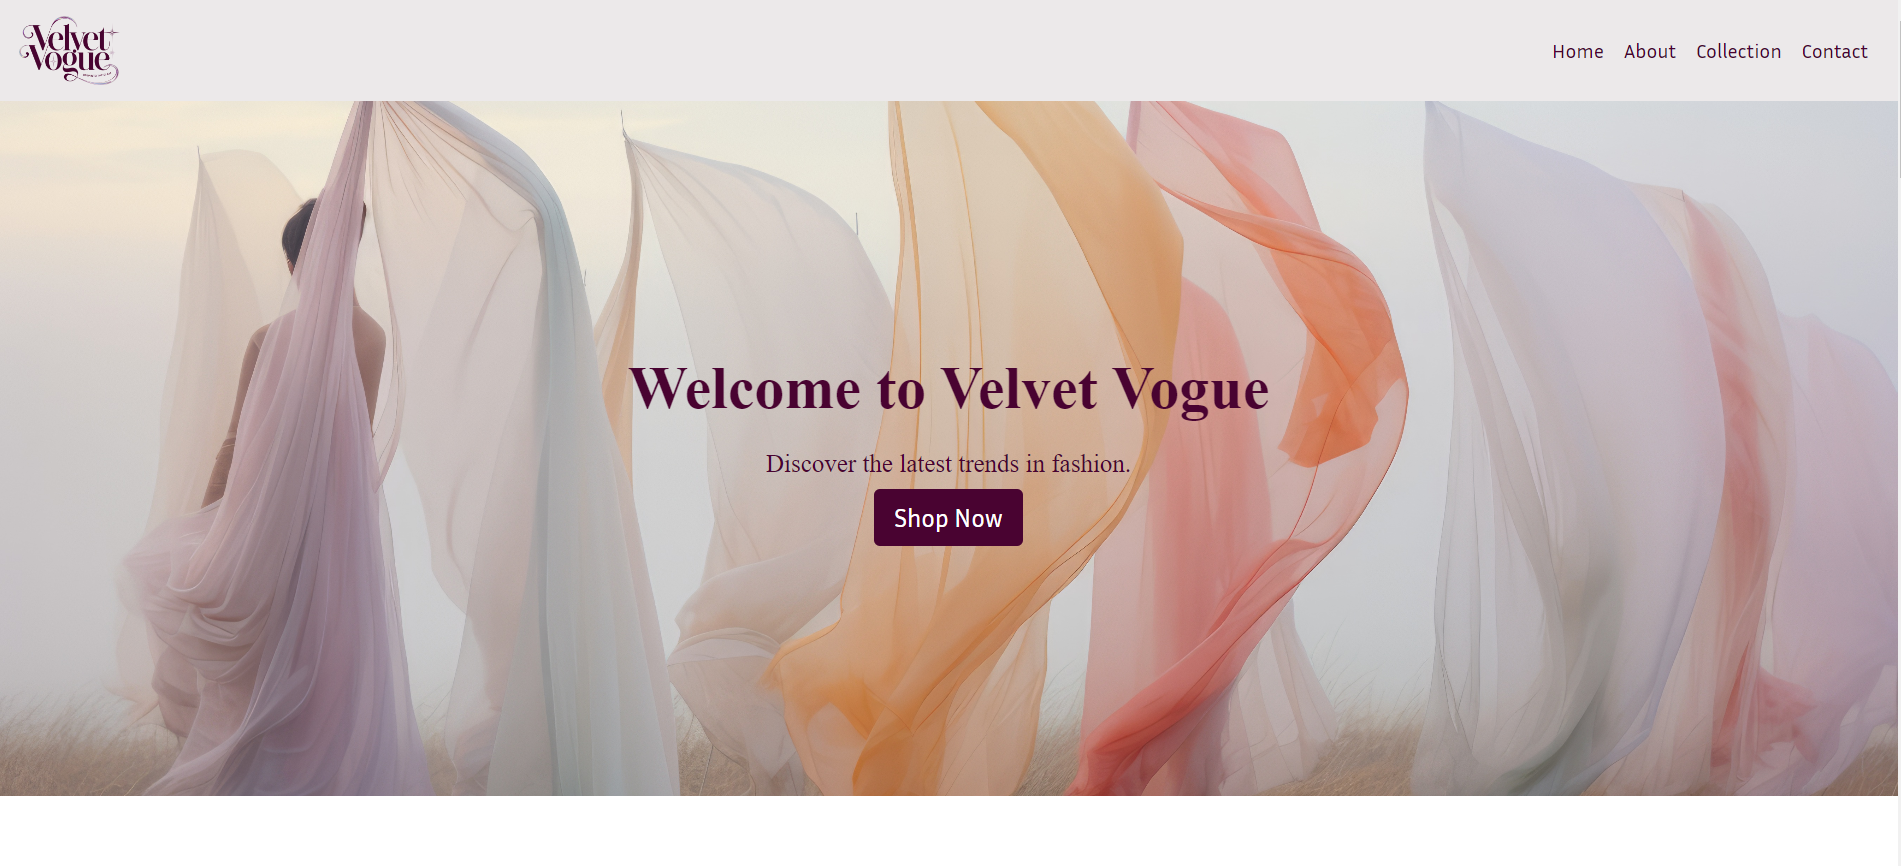 Velvet
Vogue
Home About Collection Contact
Welcome to Velvet Vogue
Discover the latest trends in fashion.
Shop Now